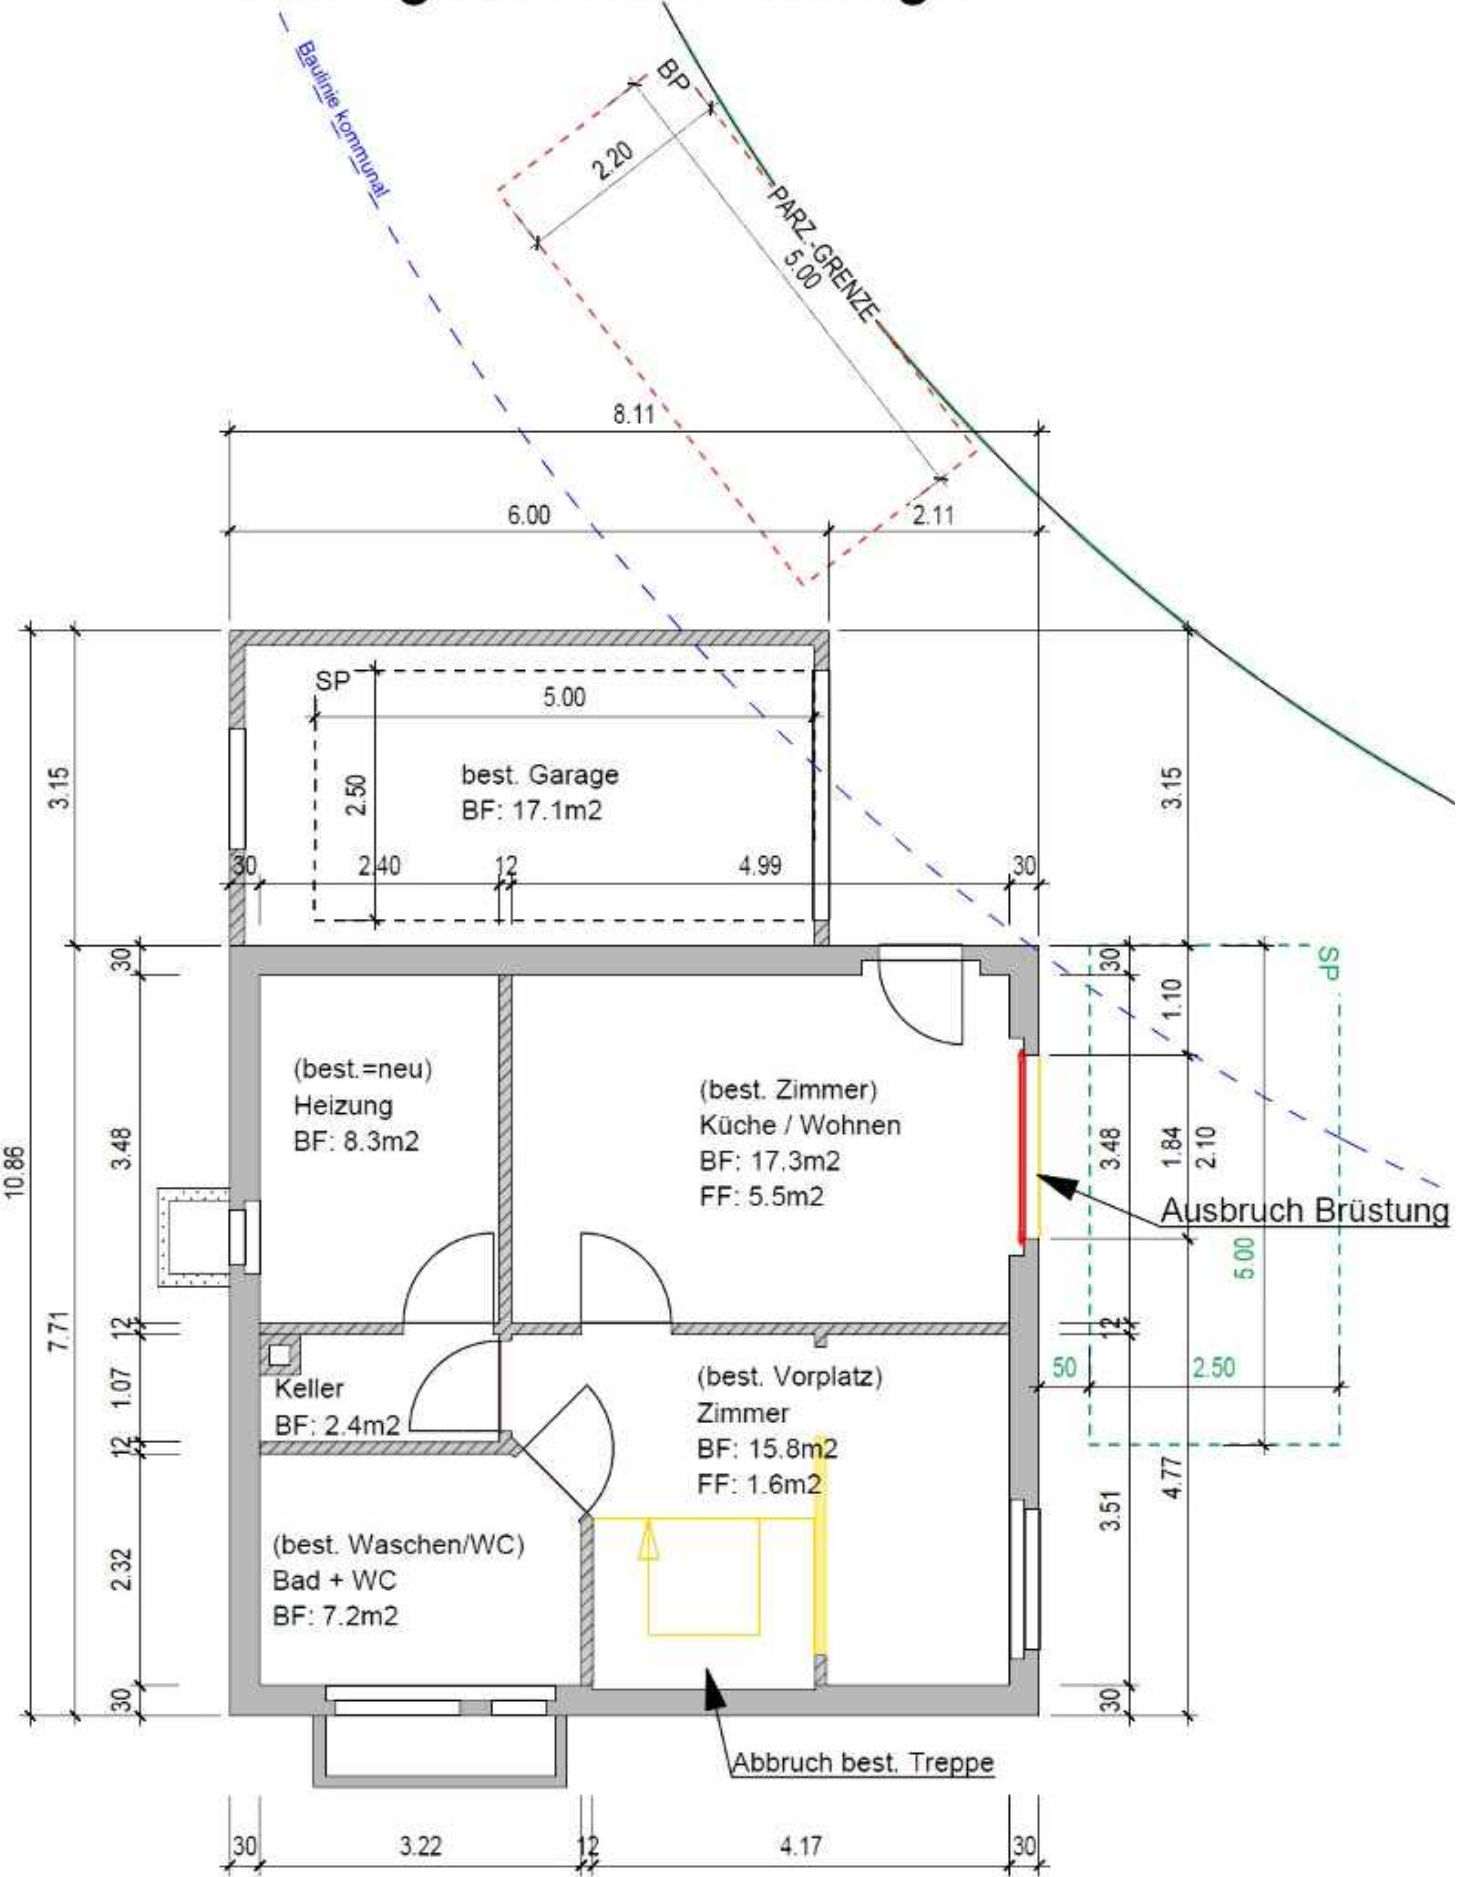 Baulinie kommunal
BP
2.20
PARZ.-GRENZE
5.00
8.11
6.00
2.11
SP
5.00
2.50
best. Garage
BF: 17.1m2
3.15
3.15
30
2.40
12
4.99
30
30
30
1.10
SP
(best.=neu)
Heizung
BF: 8.3m2
(best. Zimmer)
Küche / Wohnen
BF: 17.3m2
FF: 5.5m2
10.86
3.48
3.48
1.84
2.10
Ausbruch Brüstung
5.00
7.71
12
12
1.07
Keller
BF: 2.4m2
(best. Vorplatz)
Zimmer
BF: 15.8m2
FF: 1.6m2
50
2.50
12
4.77
3.51
(best. Waschen/WC)
Bad + WC
BF: 7.2m2
2.32
30
30
Abbruch best. Treppe
30
3.22
12
4.17
30